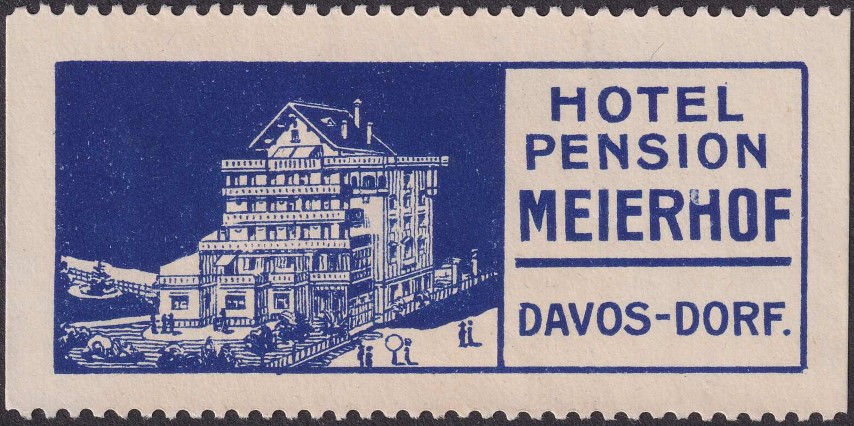 HOTEL
PENSION
MEIERHOF
DAVOS-DORF.